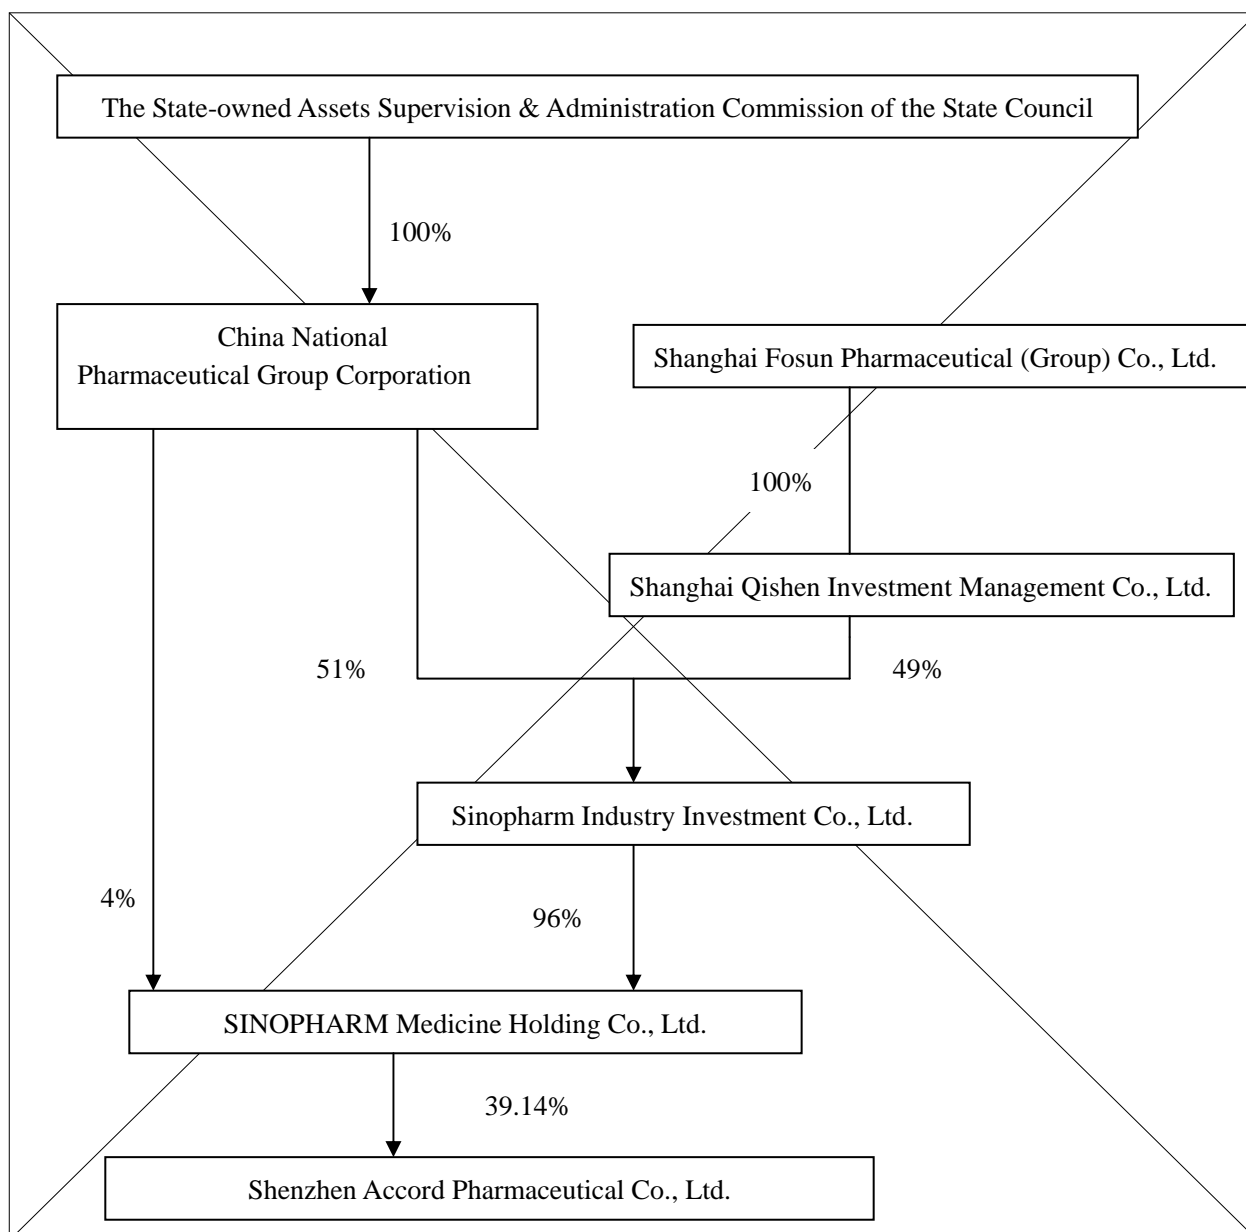 The State-owned Assets Supervision & Administration Commission of the State Council
100%
China National
Pharmaceutical Group Corporation
Shanghai Fosun Pharmaceutical (Group) Co., Ltd.
100%
Shanghai Qishen Investment Management Co., Ltd.
51%
49%
Sinopharm Industry Investment Co., Ltd.
4%
96%
SINOPHARM Medicine Holding Co., Ltd.
39.14%
Shenzhen Accord Pharmaceutical Co., Ltd.